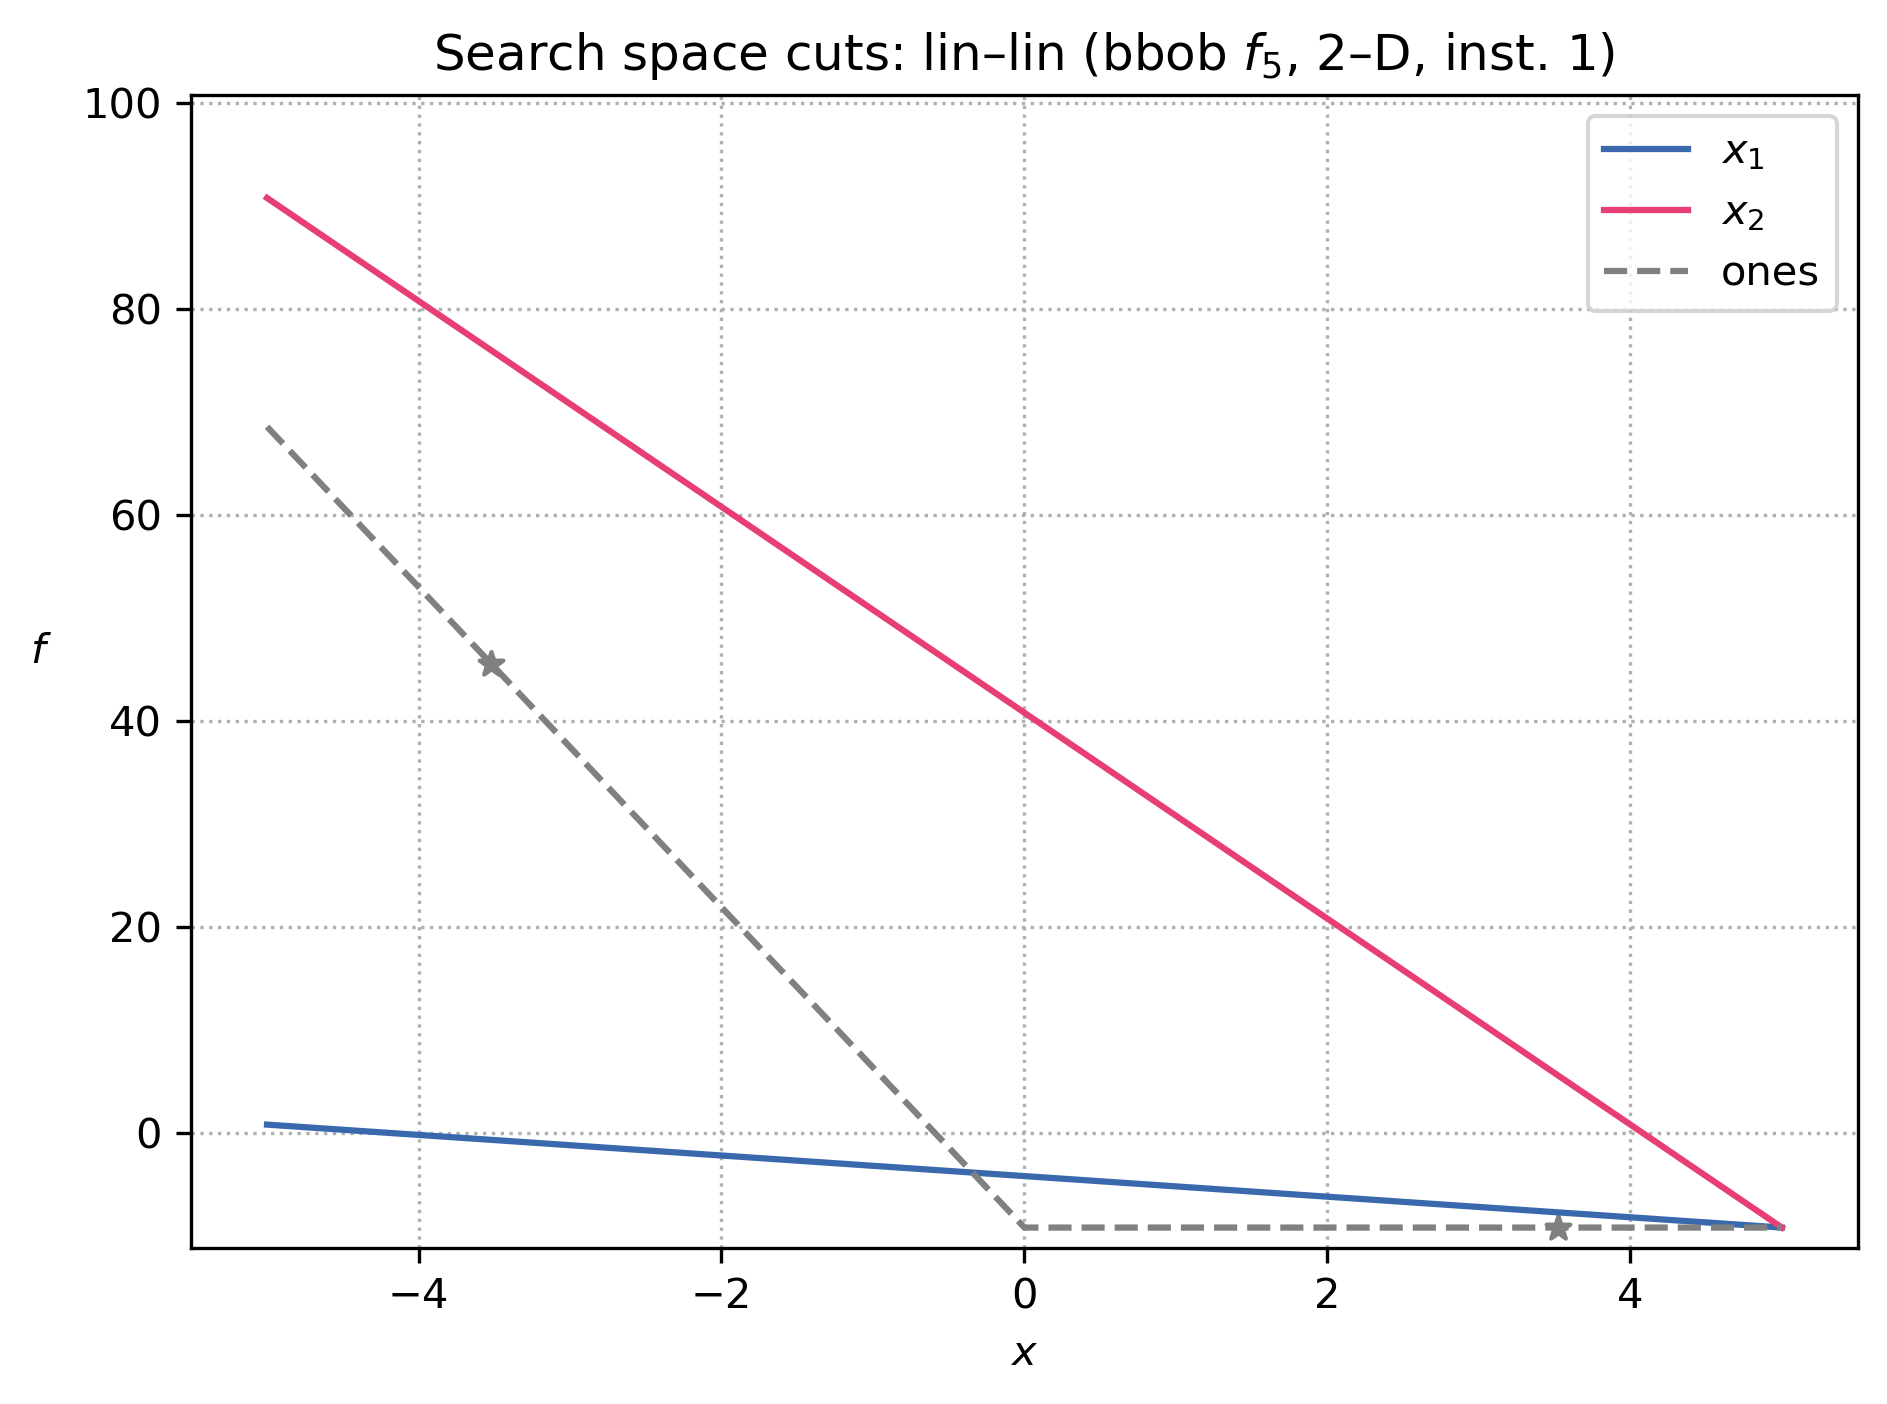 Search space cuts: lin–lin (bbob f₅, 2–D, inst. 1)
100
80
60
40
20
0
f
x₁
x₂
ones
−4
−2
0
2
4
x